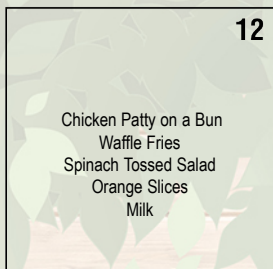 12
Chicken Patty on a Bun
Waffle Fries
Spinach Tossed Salad
Orange Slices
Milk